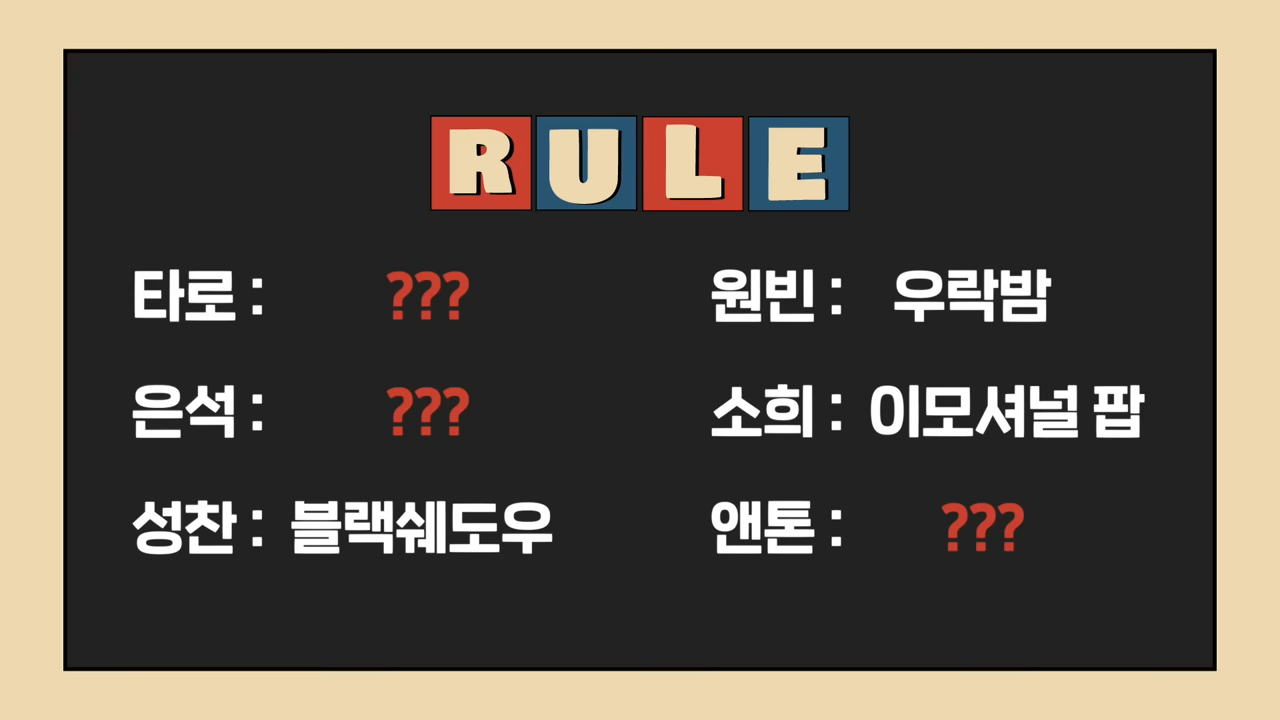 RULE
타로 : ???
은석 : ???
성찬 : 블랙쉐도우
원빈 : 우락밤
소희 : 이모셔널 팝
앤톤 : ???